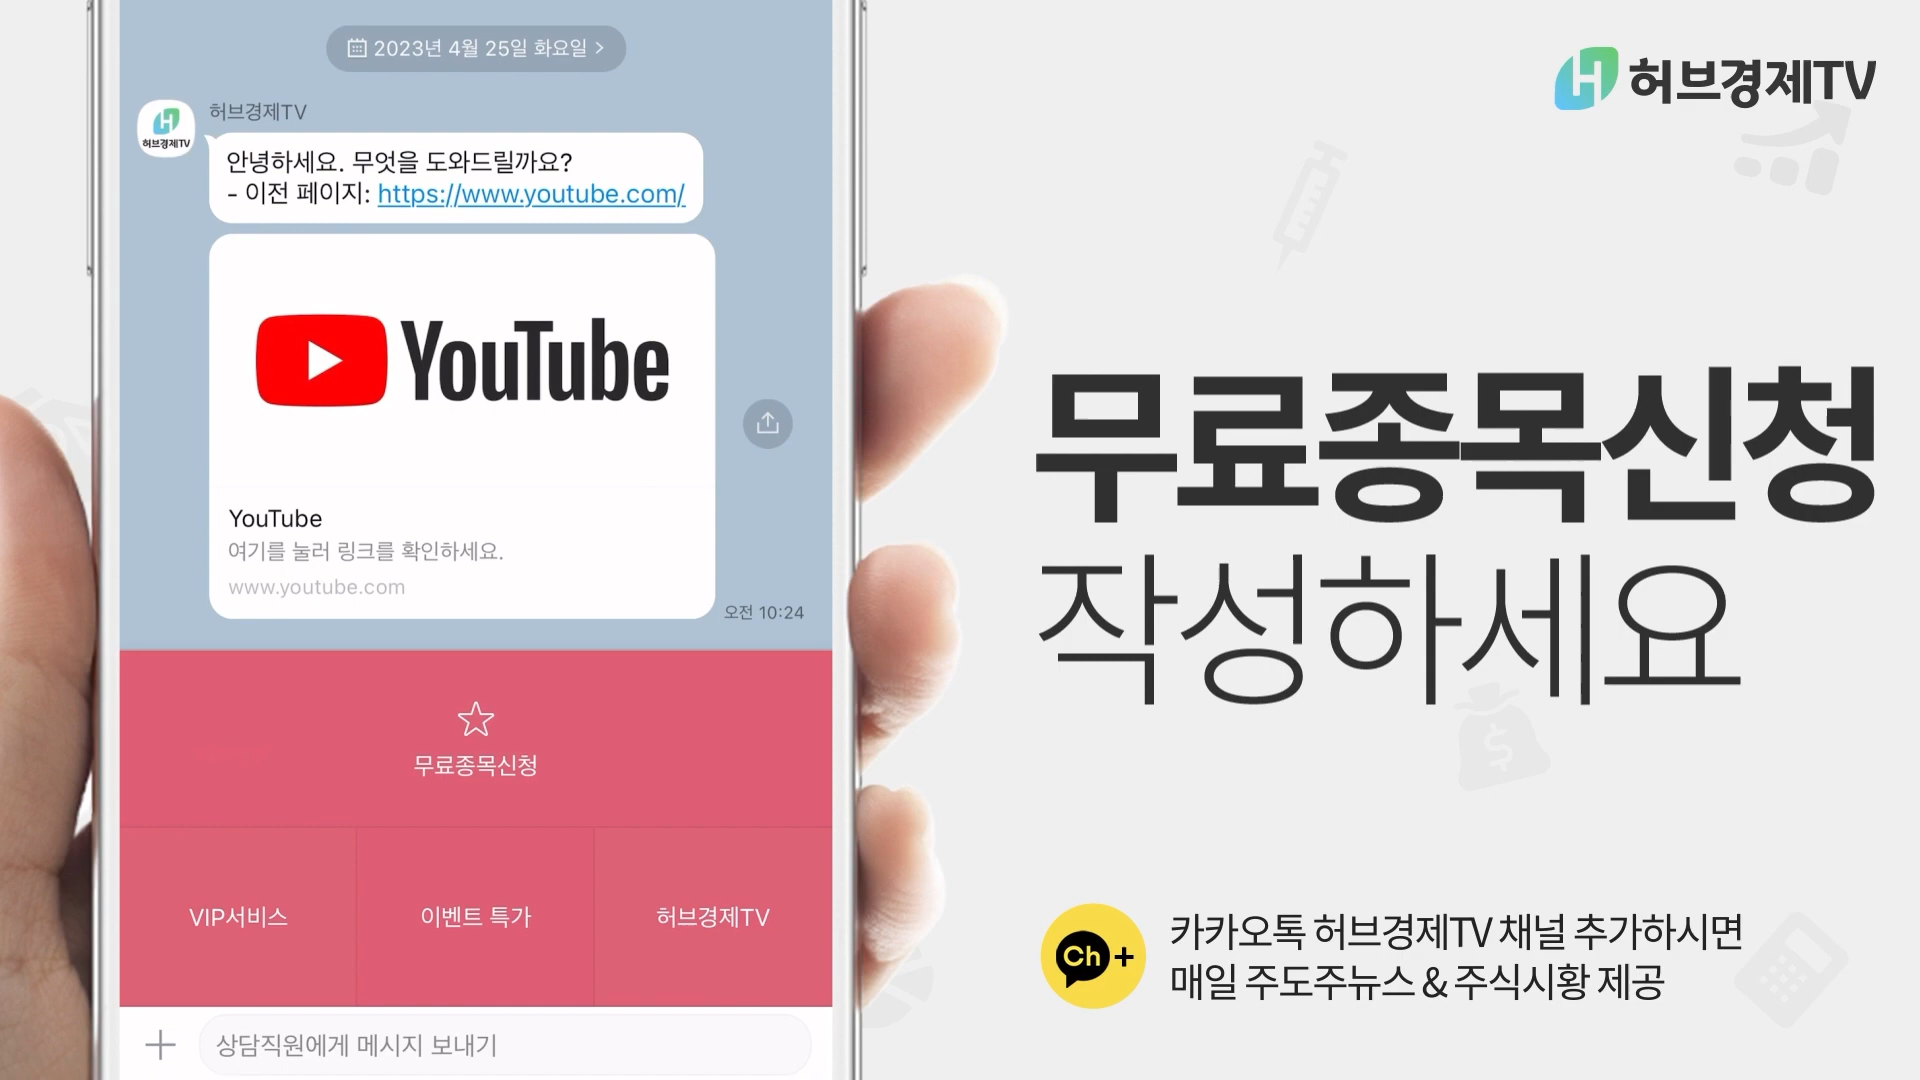 2023년 4월 25일 화요일 >
허브경제TV
허브경제TV
안녕하세요. 무엇을 도와드릴까요?
- 이전 페이지: https://www.youtube.com/
YouTube
YouTube
여기를 눌러 링크를 확인하세요.
www.youtube.com
오전 10:24
무료종목신청
VIP서비스
이벤트 특가
허브경제TV
상담직원에게 메시지 보내기
허브경제TV
무료종목신청
작성하세요
Ch+
카카오톡 허브경제TV 채널 추가하시면
매일 주도주뉴스 & 주식시황 제공